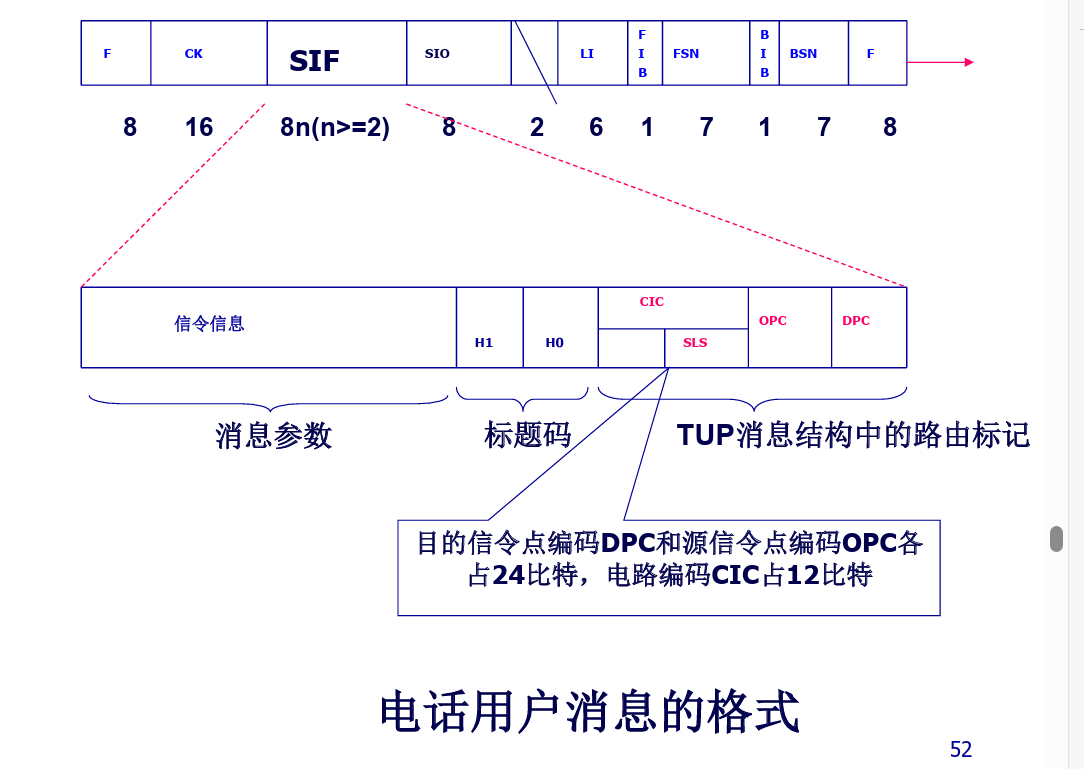 F CK SIF SIO LI FIB FSN BIB BSN F
8 16 8n(n>=2) 8 2 6 1 7 1 7 8
信令信息 H1 H0 CIC SLS OPC DPC
消息参数 标题码 TUP消息结构中的路由标记
目的信令点编码DPC和源信令点编码OPC各
占24比特，电路编码CIC占12比特
电话用户消息的格式
52